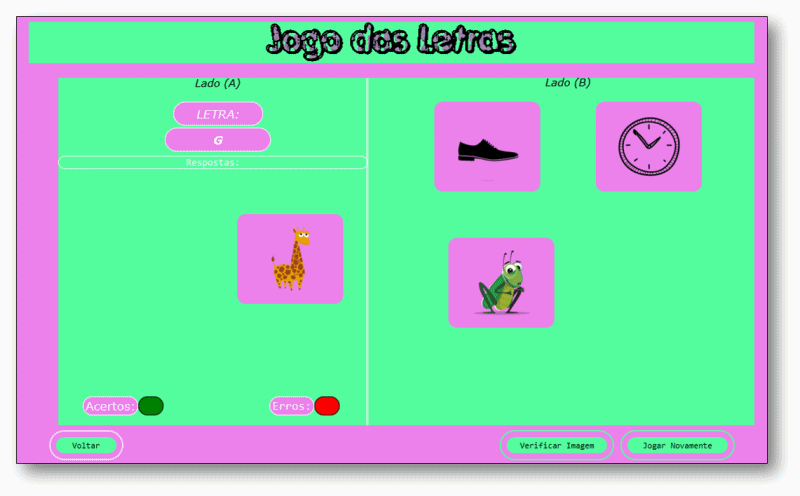 Jogo das Letras
Lado (A)
Lado (B)
LETRA:
G
Respostas:
Acertos:
Erros:
Voltar
Verificar Imagem
Jogar Novamente